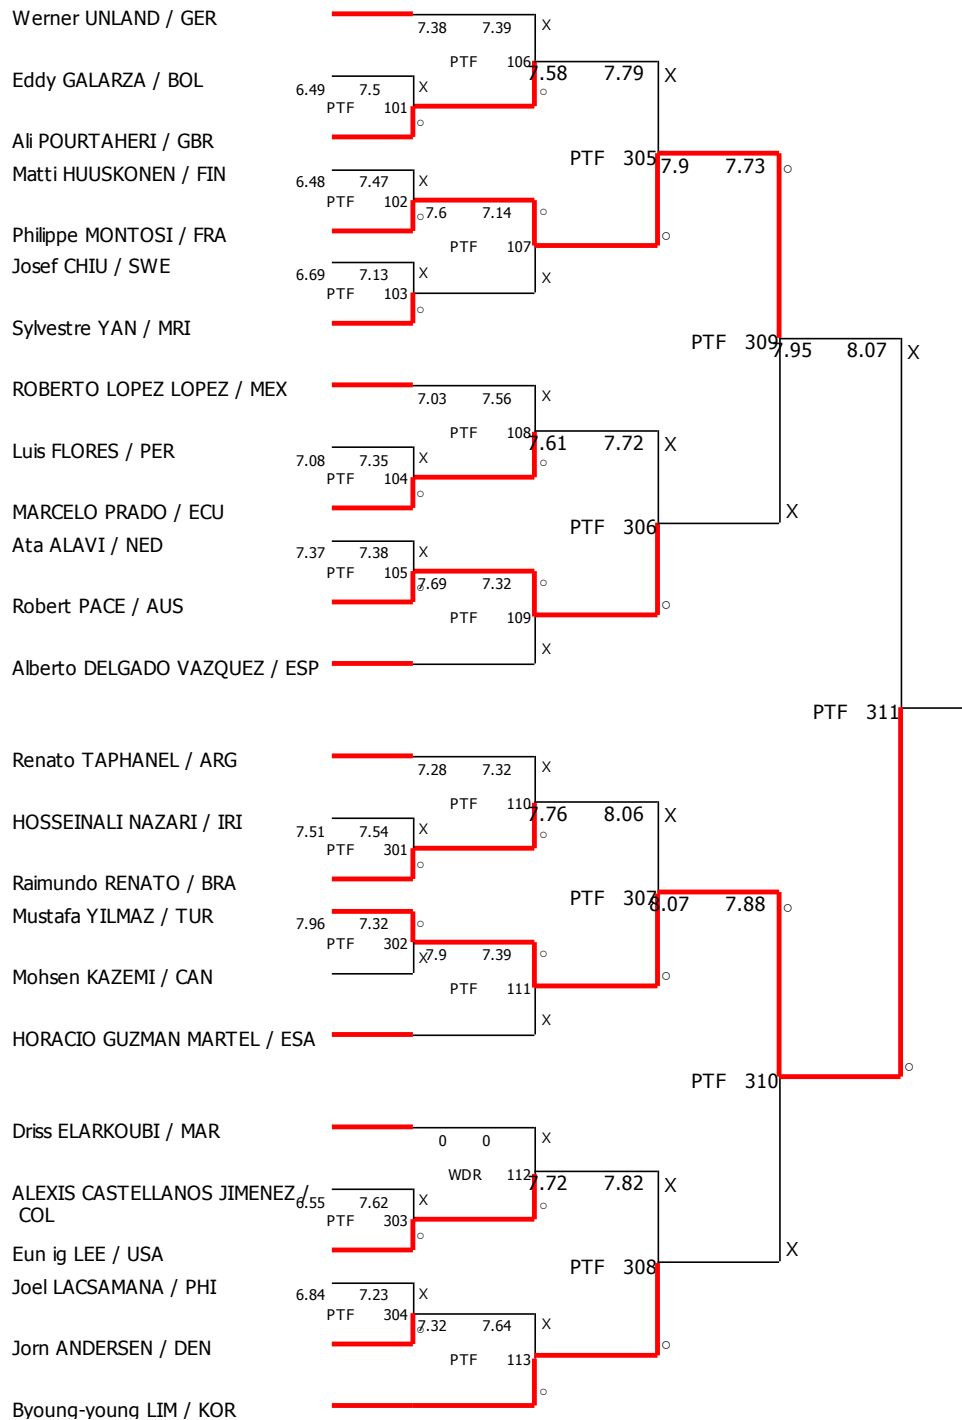 Werner UNLAND / GER
7.38 7.39 X
PTF 106
7.58 7.79 X
Eddy GALARZA / BOL
6.49 7.5 X
○
PTF 101
○
Ali POURTAHERI / GBR
PTF 305
7.9 7.73 ○
Matti HUUSKONEN / FIN
6.48 7.47 X
PTF 102
○ 7.6 7.14 ○
Philippe MONTOSI / FRA
○
PTF 107
Josef CHIU / SWE
6.69 7.13 X
X
PTF 103
○
Sylvestre YAN / MRI
PTF 309
7.95 8.07 X
ROBERTO LOPEZ LOPEZ / MEX
7.03 7.56 X
PTF 108
7.61 7.72 X
Luis FLORES / PER
7.08 7.35 X
○
PTF 104
○
MARCELO PRADO / ECU
X
PTF 306
Ata ALAVI / NED
7.37 7.38 X
PTF 105
○ 7.69 7.32 ○
Robert PACE / AUS
○
PTF 109
X
Alberto DELGADO VAZQUEZ / ESP
PTF 311
Renato TAPHANEL / ARG
7.28 7.32 X
PTF 110
7.76 8.06 X
HOSSEINALI NAZARI / IRI
7.51 7.54 X
○
PTF 301
○
Raimundo RENATO / BRA
PTF 307
8.07 7.88 ○
Mustafa YILMAZ / TUR
7.96 7.32 ○
PTF 302
X 7.9 7.39 ○
Mohsen KAZEMI / CAN
○
PTF 111
X
HORACIO GUZMAN MARTEL / ESA
○
PTF 310
Driss ELARKOUBI / MAR
0 0 X
WDR 112
7.72 7.82 X
ALEXIS CASTELLANOS JIMENEZ /
COL
6.55 7.62 X
○
PTF 303
○
Eun ig LEE / USA
X
PTF 308
Joel LACSAMANA / PHI
6.84 7.23 X
PTF 304
○ 7.32 7.64 X
Jorn ANDERSEN / DEN
○
PTF 113
○
Byoung-young LIM / KOR